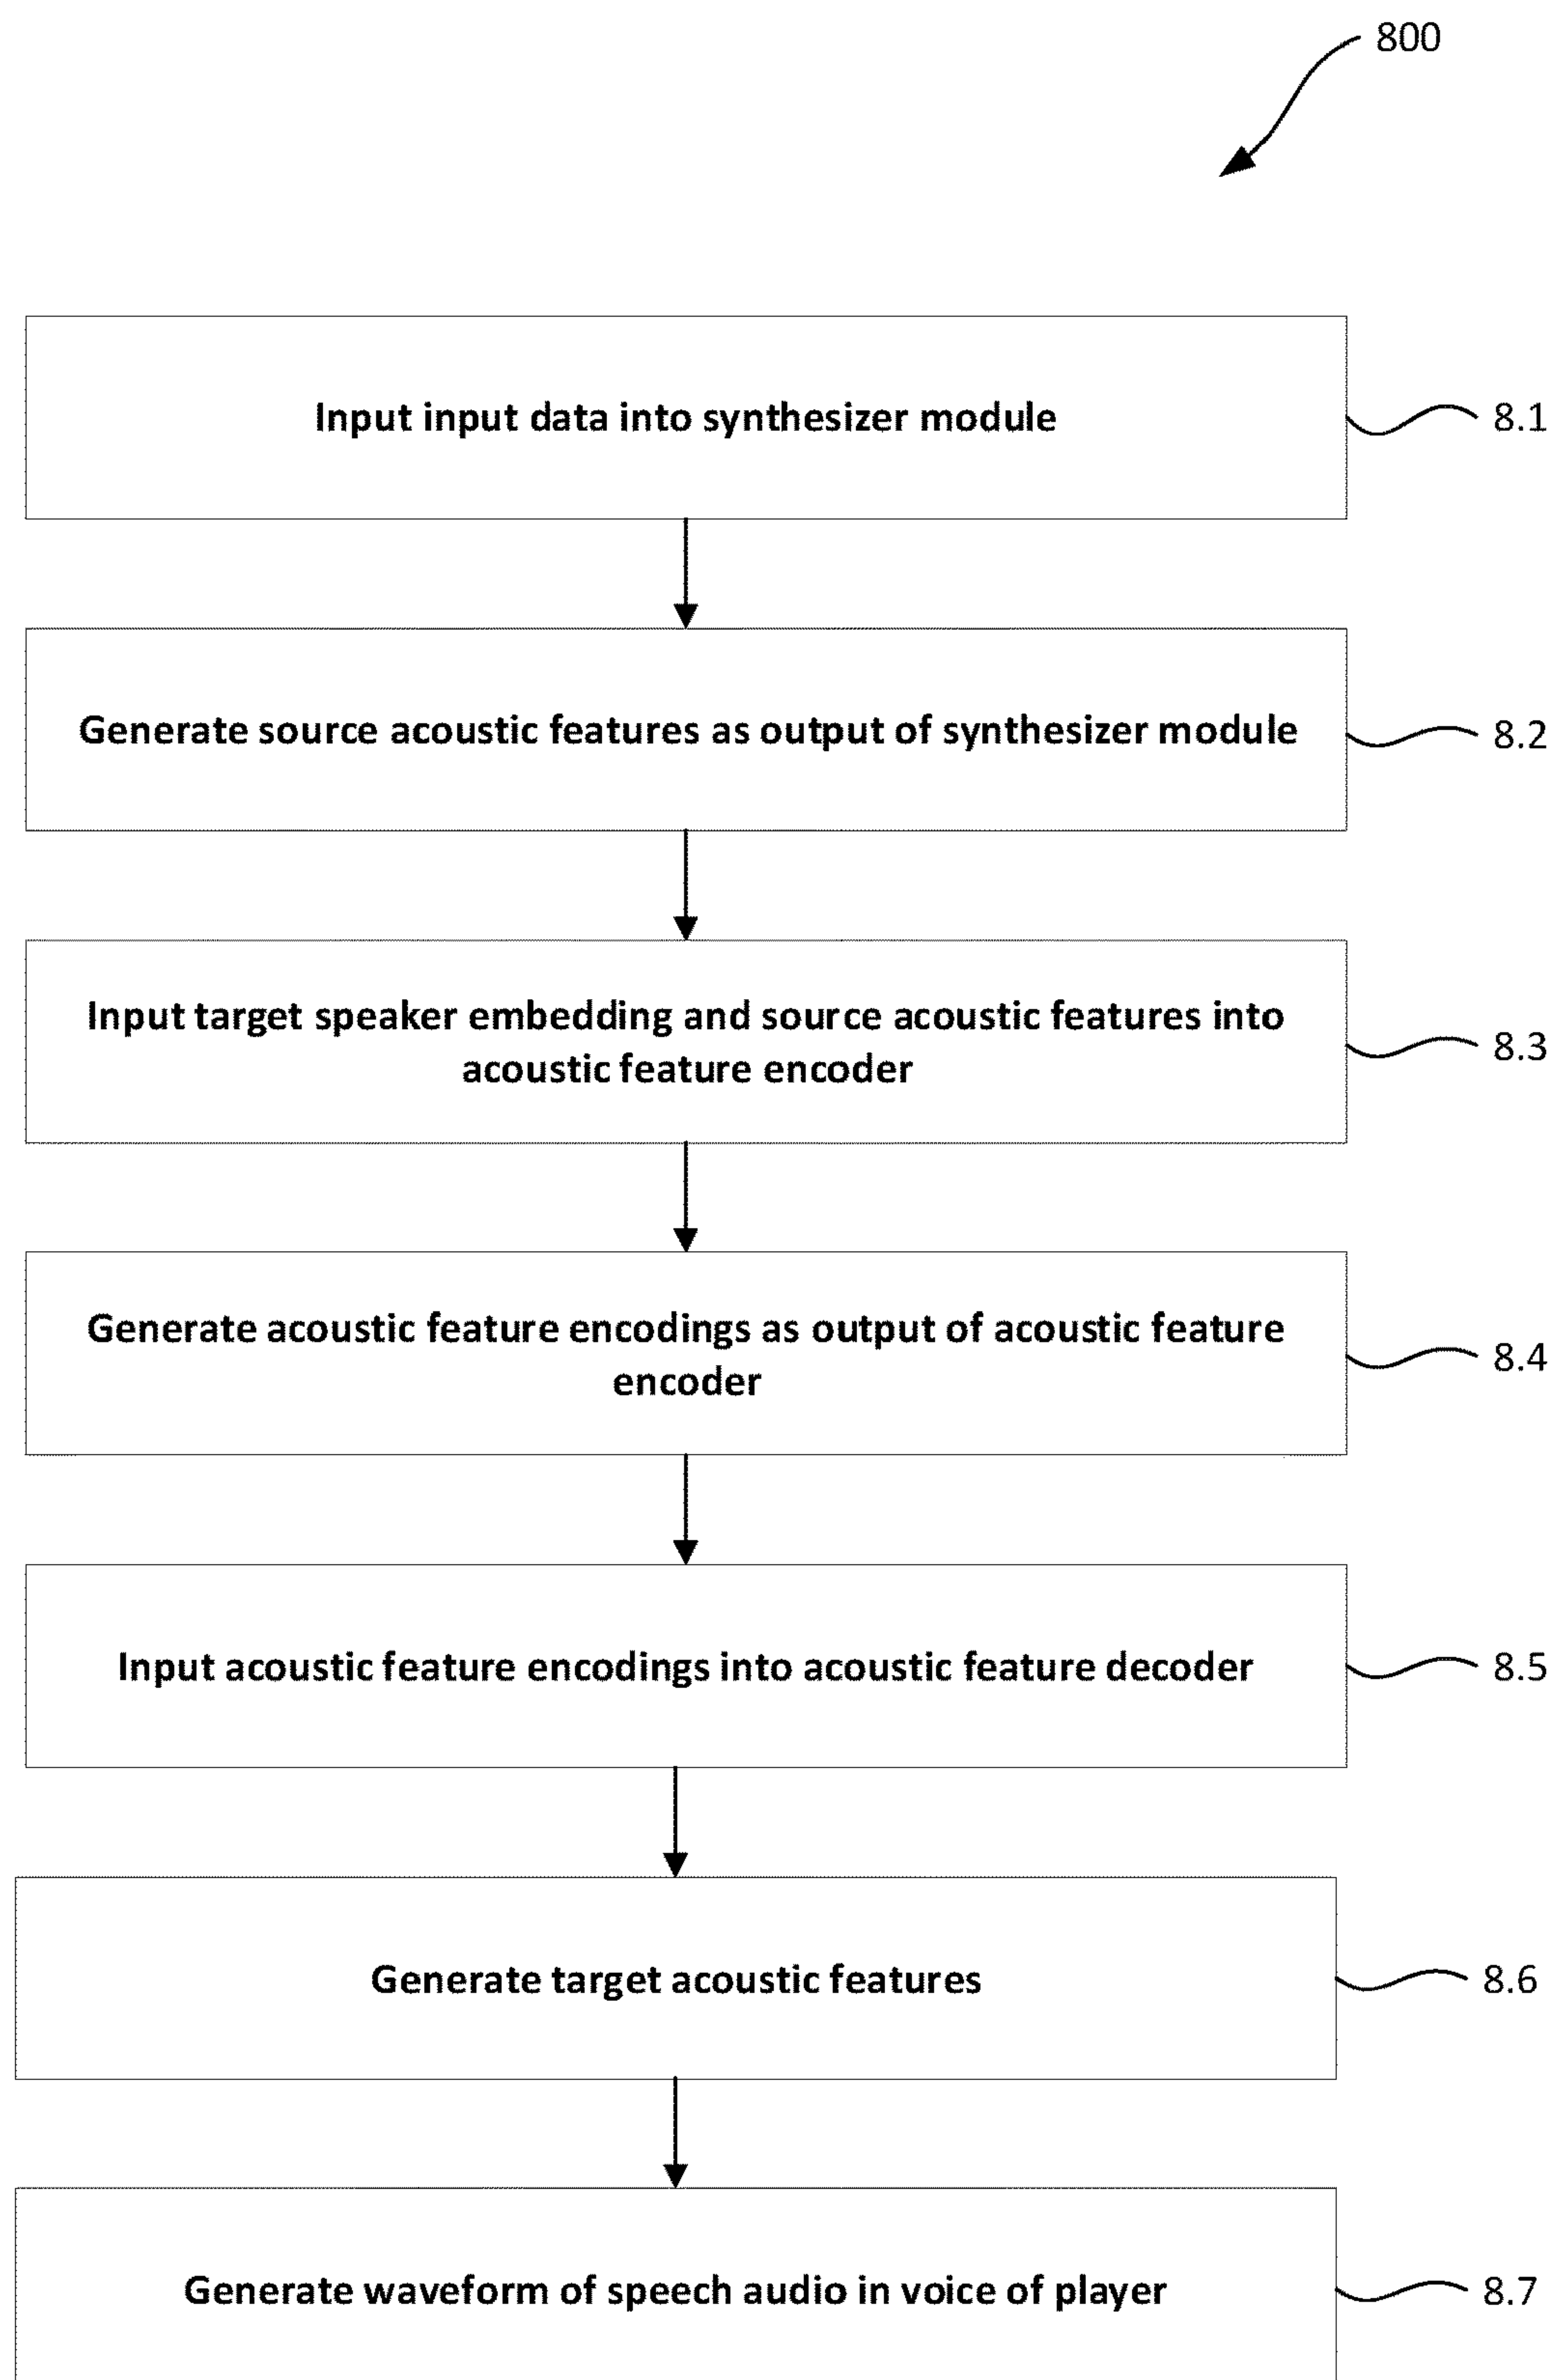 800
Input input data into synthesizer module
8.1
Generate source acoustic features as output of synthesizer module
8.2
Input target speaker embedding and source acoustic features into
acoustic feature encoder
8.3
Generate acoustic feature encodings as output of acoustic feature
encoder
8.4
Input acoustic feature encodings into acoustic feature decoder
8.5
Generate target acoustic features
8.6
Generate waveform of speech audio in voice of player
8.7